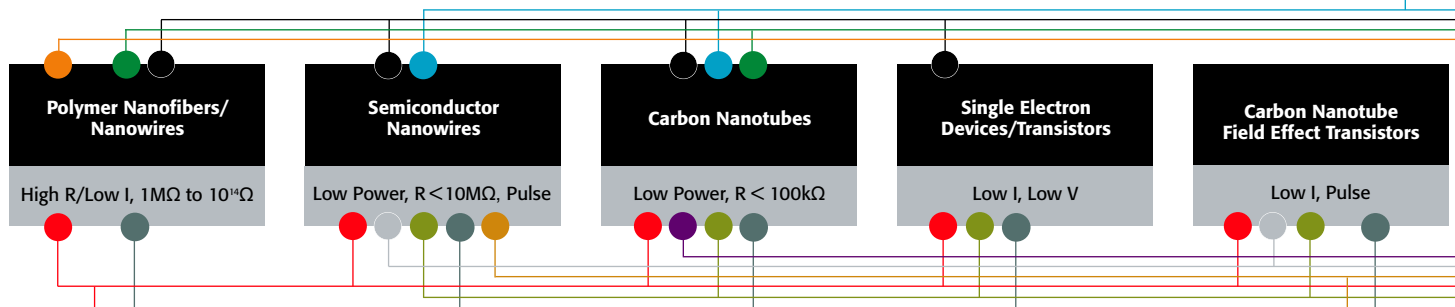 Polymer Nanofibers/
Nanowires
High R/Low I, 1MΩ to 10¹⁴Ω
Semiconductor
Nanowires
Low Power, R<10MΩ, Pulse
Carbon Nanotubes
Low Power, R < 100kΩ
Single Electron
Devices/Transistors
Low I, Low V
Carbon Nanotube
Field Effect Transistors
Low I, Pulse